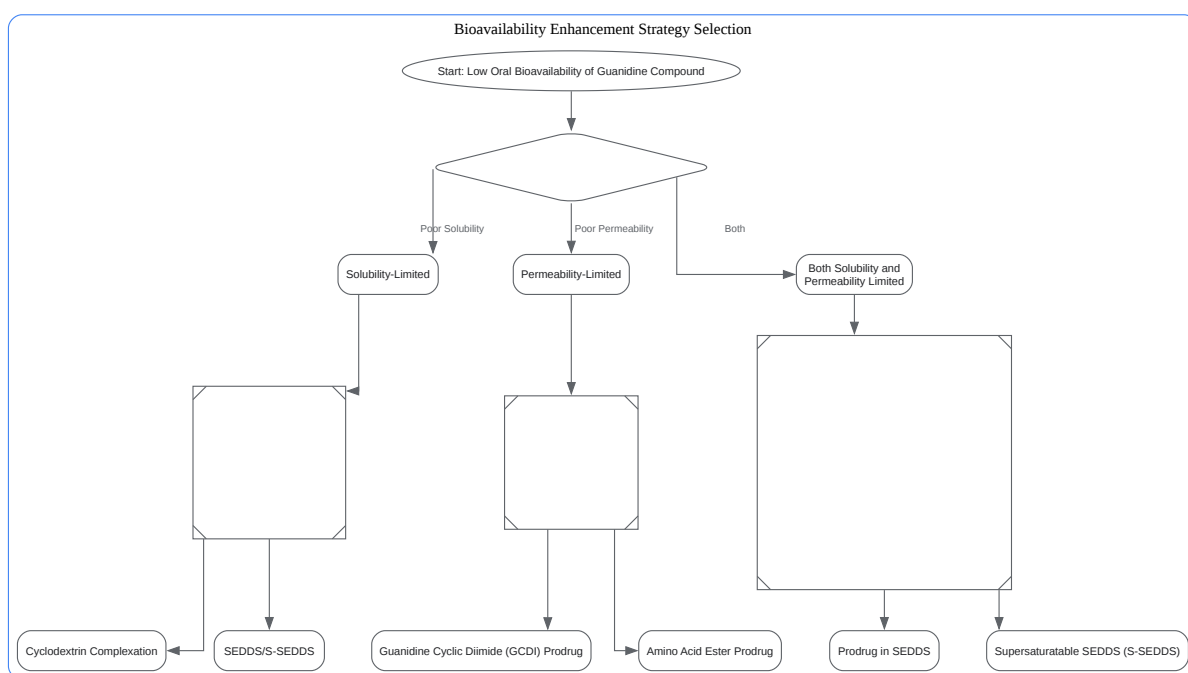 Bioavailability Enhancement Strategy Selection
Start: Low Oral Bioavailability of Guanidine Compound
Poor Solubility
Poor Permeability
Both
Solubility-Limited
Permeability-Limited
Both Solubility and
Permeability Limited
Cyclodextrin Complexation
SEDDS/S-SEDDS
Guanidine Cyclic Diimide (GCDI) Prodrug
Amino Acid Ester Prodrug
Prodrug in SEDDS
Supersaturatable SEDDS (S-SEDDS)